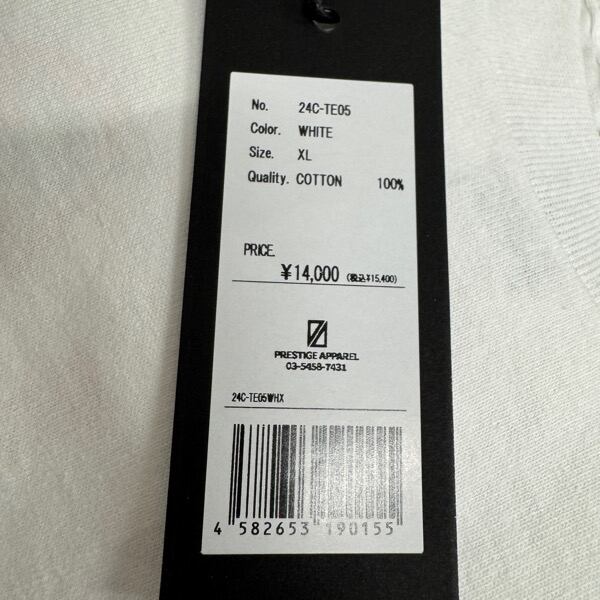 No. 24C-TE05
Color. WHITE
Size. XL
Quality. COTTON 100%
PRICE.
¥14,000 (税込¥15,400)
PRESTIGE APPAREL
03-5458-7431
24C-TE05WHX
4 582653 190155